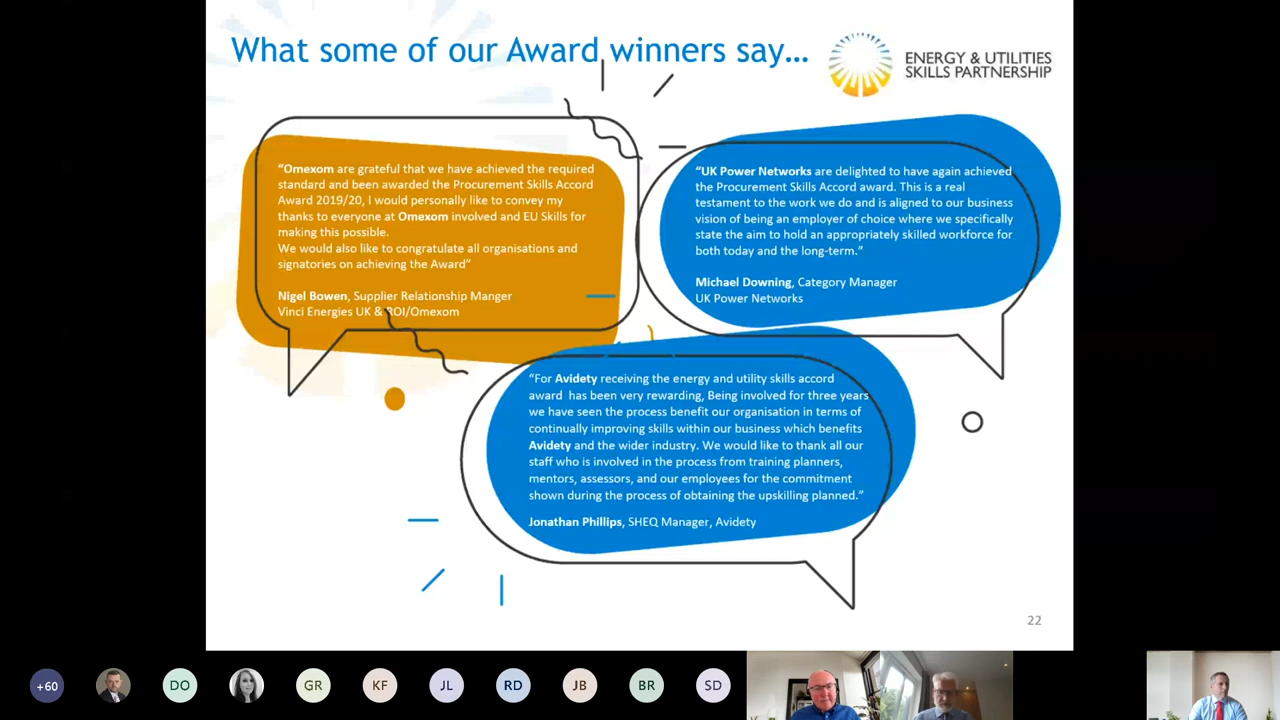 What some of our Award winners say...
ENERGY & UTILITIES
SKILLS PARTNERSHIP
“Omexom are grateful that we have achieved the required
standard and been awarded the Procurement Skills Accord
Award 2019/20, I would personally like to convey my
thanks to everyone at Omexom involved and EU Skills for
making this possible.
We would also like to congratulate all organisations and
signatories on achieving the Award”
Nigel Bowen, Supplier Relationship Manger
Vinci Energies UK & ROI/Omexom
“UK Power Networks are delighted to have again achieved
the Procurement Skills Accord award. This is a real
testament to the work we do and is aligned to our business
vision of being an employer of choice where we specifically
state the aim to hold an appropriately skilled workforce for
both today and the long-term.”
Michael Downing, Category Manager
UK Power Networks
“For Avidety receiving the energy and utility skills accord
award  has been very rewarding, Being involved for three years
we have seen the process benefit our organisation in terms of
continually improving skills within our business which benefits
Avidety and the wider industry. We would like to thank all our
staff who is involved in the process from training planners,
mentors, assessors, and our employees for the commitment
shown during the process of obtaining the upskilling planned.”
Jonathan Phillips, SHEQ Manager, Avidety
22
+60 DO GR KF JL RD JB BR SD